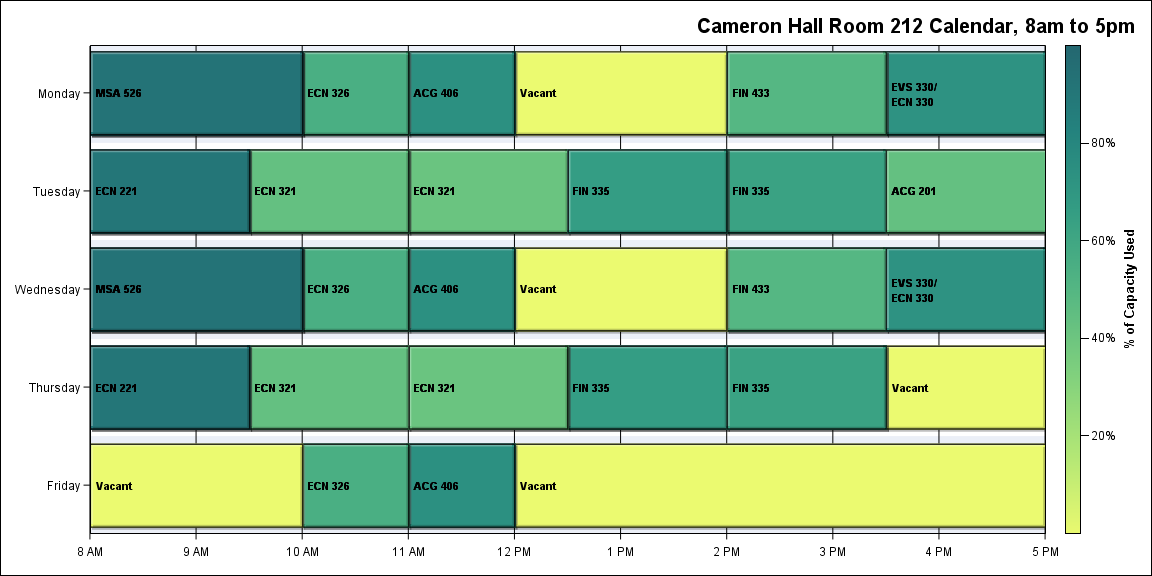 Cameron Hall Room 212 Calendar, 8am to 5pm
Monday
MSA 526
ECN 326
ACG 406
Vacant
FIN 433
EVS 330/
ECN 330
Tuesday
ECN 221
ECN 321
ECN 321
FIN 335
FIN 335
ACG 201
Wednesday
MSA 526
ECN 326
ACG 406
Vacant
FIN 433
EVS 330/
ECN 330
Thursday
ECN 221
ECN 321
ECN 321
FIN 335
FIN 335
Vacant
Friday
Vacant
ECN 326
ACG 406
Vacant
8 AM
9 AM
10 AM
11 AM
12 PM
1 PM
2 PM
3 PM
4 PM
5 PM
80%
60%
40%
20%
% of Capacity Used